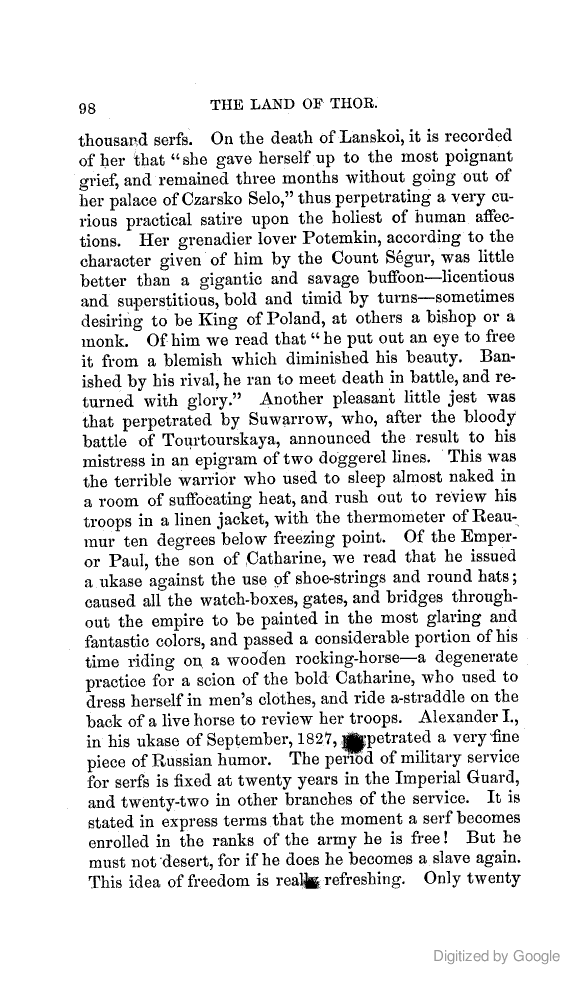 98 THE LAND OF THOR.
thousand serfs. On the death of Lanskoi, it is recorded
of her that “she gave herself up to the most poignant
grief, and remained three months without going out of
her palace of Czarsko Selo,” thus perpetrating a very cu-
rious practical satire upon the holiest of human affec-
tions. Her grenadier lover Potemkin, according to the
character given of him by the Count Ségur, was little
better than a gigantic and savage buffoon—licentious
and superstitious, bold and timid by turns—sometimes
desiring to be King of Poland, at others a bishop or a
monk. Of him we read that “he put out an eye to free
it from a blemish which diminished his beauty. Ban-
ished by his rival, he ran to meet death in battle, and re-
turned with glory.” Another pleasant little jest was
that perpetrated by Suwarrow, who, after the bloody
battle of Tourtourskaya, announced the result to his
mistress in an epigram of two doggerel lines. This was
the terrible warrior who used to sleep almost naked in
a room of suffocating heat, and rush out to review his
troops in a linen jacket, with the thermometer of Reau-
mur ten degrees below freezing point. Of the Emper-
or Paul, the son of Catharine, we read that he issued
a ukase against the use of shoe-strings and round hats;
caused all the watch-boxes, gates, and bridges through-
out the empire to be painted in the most glaring and
fantastic colors, and passed a considerable portion of his
time riding on a wooden rocking-horse—a degenerate
practice for a scion of the bold Catharine, who used to
dress herself in men’s clothes, and ride a-straddle on the
back of a live horse to review her troops. Alexander I.,
in his ukase of September, 1827, perpetrated a very fine
piece of Russian humor. The period of military service
for serfs is fixed at twenty years in the Imperial Guard,
and twenty-two in other branches of the service. It is
stated in express terms that the moment a serf becomes
enrolled in the ranks of the army he is free! But he
must not desert, for if he does he becomes a slave again.
This idea of freedom is really refreshing. Only twenty
Digitized by Google